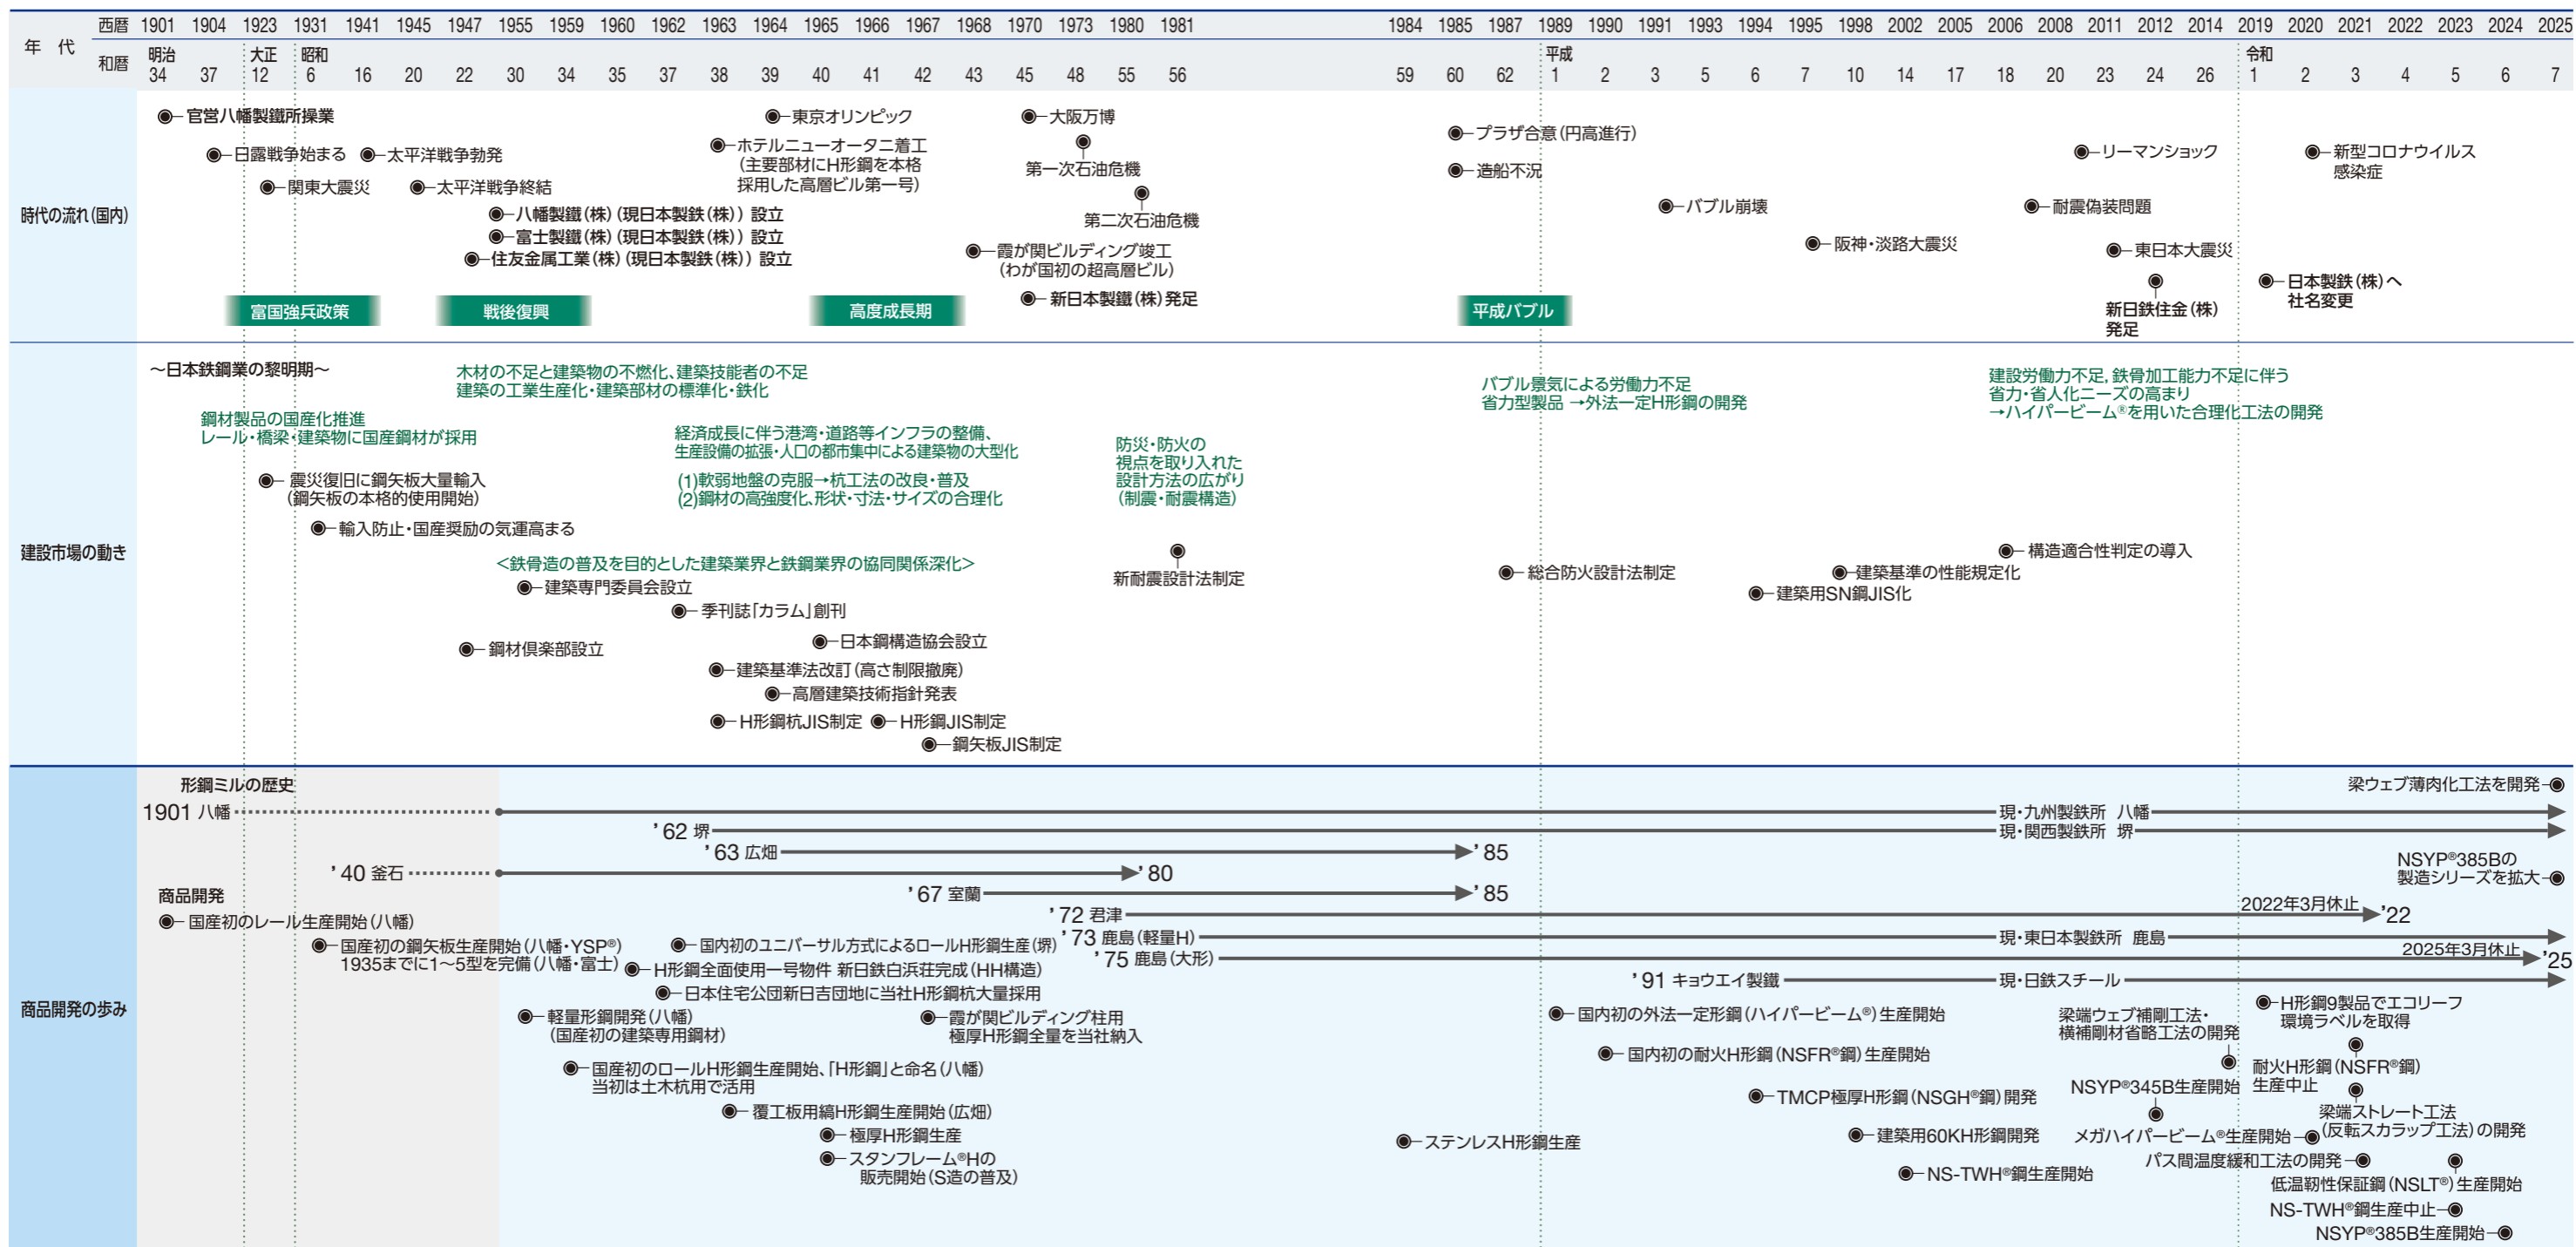 年　代
西暦 1901 1904 1923 1931 1941 1945 1947 1955 1959 1960 1962 1963 1964 1965 1966 1967 1968 1970 1973 1980 1981 1984 1985 1987 1989 1990 1991 1993 1994 1995 1998 2002 2005 2006 2008 2011 2012 2014 2019 2020 2021 2022 2023 2024 2025
明治 大正 昭和 平成 令和
和暦 34 37 12 6 16 20 22 30 34 35 37 38 39 40 41 42 43 45 48 55 56 59 60 62 1 2 3 5 6 7 10 14 17 18 20 23 24 26 1 2 3 4 5 6 7
時代の流れ(国内)
官営八幡製鐵所操業
日露戦争始まる
太平洋戦争勃発
関東大震災
太平洋戦争終結
八幡製鐵(株)(現日本製鉄(株)) 設立
富士製鐵(株)(現日本製鉄(株)) 設立
住友金属工業(株)(現日本製鉄(株)) 設立
東京オリンピック
ホテルニューオータニ着工
(主要部材にH形鋼を本格
採用した高層ビル第一号)
大阪万博
第一次石油危機
第二次石油危機
霞が関ビルディング竣工
(わが国初の超高層ビル)
新日本製鐵(株)発足
プラザ合意(円高進行)
造船不況
バブル崩壊
阪神・淡路大震災
リーマンショック
耐震偽装問題
東日本大震災
新日鉄住金(株)
発足
新型コロナウイルス
感染症
日本製鉄(株)へ
社名変更
富国強兵政策
戦後復興
高度成長期
平成バブル
建設市場の動き
〜日本鉄鋼業の黎明期〜
鋼材製品の国産化推進
レール・橋梁・建築物に国産鋼材が採用
震災復旧に鋼矢板大量輸入
(鋼矢板の本格的使用開始)
輸入防止・国産奨励の気運高まる
木材の不足と建築物の不燃化、建築技能者の不足
建築の工業生産化・建築部材の標準化・鉄化
経済成長に伴う港湾・道路等インフラの整備、
生産設備の拡張・人口の都市集中による建築物の大型化
(1)軟弱地盤の克服→杭工法の改良・普及
(2)鋼材の高強度化、形状・寸法・サイズの合理化
<鉄骨造の普及を目的とした建築業界と鉄鋼業界の協同関係深化>
建築専門委員会設立
季刊誌「カラム」創刊
日本鋼構造協会設立
鋼材倶楽部設立
建築基準法改訂(高さ制限撤廃)
高層建築技術指針発表
H形鋼杭JIS制定
H形鋼JIS制定
鋼矢板JIS制定
防災・防火の
視点を取り入れた
設計方法の広がり
(制震・耐震構造)
新耐震設計法制定
バブル景気による労働力不足
省力型製品 →外法一定H形鋼の開発
総合防火設計法制定
建築基準の性能規定化
建築用SN鋼JIS化
建設労働力不足, 鉄骨加工能力不足に伴う
省力・省人化ニーズの高まり
→ハイパービーム®を用いた合理化工法の開発
構造適合性判定の導入
商品開発の歩み
形鋼ミルの歴史
1901 八幡
現・九州製鉄所　八幡
’62 堺
現・関西製鉄所　堺
’63 広畑
’85
’40 釜石
’80
’67 室蘭
’85
’72 君津
2022年3月休止
’22
’73 鹿島(軽量H)
現・東日本製鉄所　鹿島
’75 鹿島(大形)
2025年3月休止
’25
’91 キョウエイ製鐵
現・日鉄スチール
商品開発
国産初のレール生産開始(八幡)
国産初の鋼矢板生産開始(八幡・YSP®)
1935までに1〜5型を完備(八幡・富士)
国内初のユニバーサル方式によるロールH形鋼生産(堺)
H形鋼全面使用一号物件 新日鉄白浜荘完成(HH構造)
日本住宅公団新日吉団地に当社H形鋼杭大量採用
軽量形鋼開発(八幡)
(国産初の建築専用鋼材)
霞が関ビルディング柱用
極厚H形鋼全量を当社納入
国産初のロールH形鋼生産開始、「H形鋼」と命名(八幡)
当初は土木杭用で活用
覆工板用縞H形鋼生産開始(広畑)
極厚H形鋼生産
スタンフレーム®Hの
販売開始(S造の普及)
ステンレスH形鋼生産
国内初の外法一定形鋼(ハイパービーム®)生産開始
国内初の耐火H形鋼(NSFR®鋼)生産開始
TMCP極厚H形鋼(NSGH®鋼)開発
建築用60KH形鋼開発
NS-TWH®鋼生産開始
梁ウェブ薄肉化工法を開発
NSYP®385Bの
製造シリーズを拡大
梁端ウェブ補剛工法・
横補剛材省略工法の開発
NSYP®345B生産開始
H形鋼9製品でエコリーフ
環境ラベルを取得
耐火H形鋼(NSFR®鋼)
生産中止
梁端ストレート工法
(反転スカラップ工法)の開発
メガハイパービーム®生産開始
パス間温度緩和工法の開発
低温靭性保証鋼(NSLT®)生産開始
NS-TWH®鋼生産中止
NSYP®385B生産開始